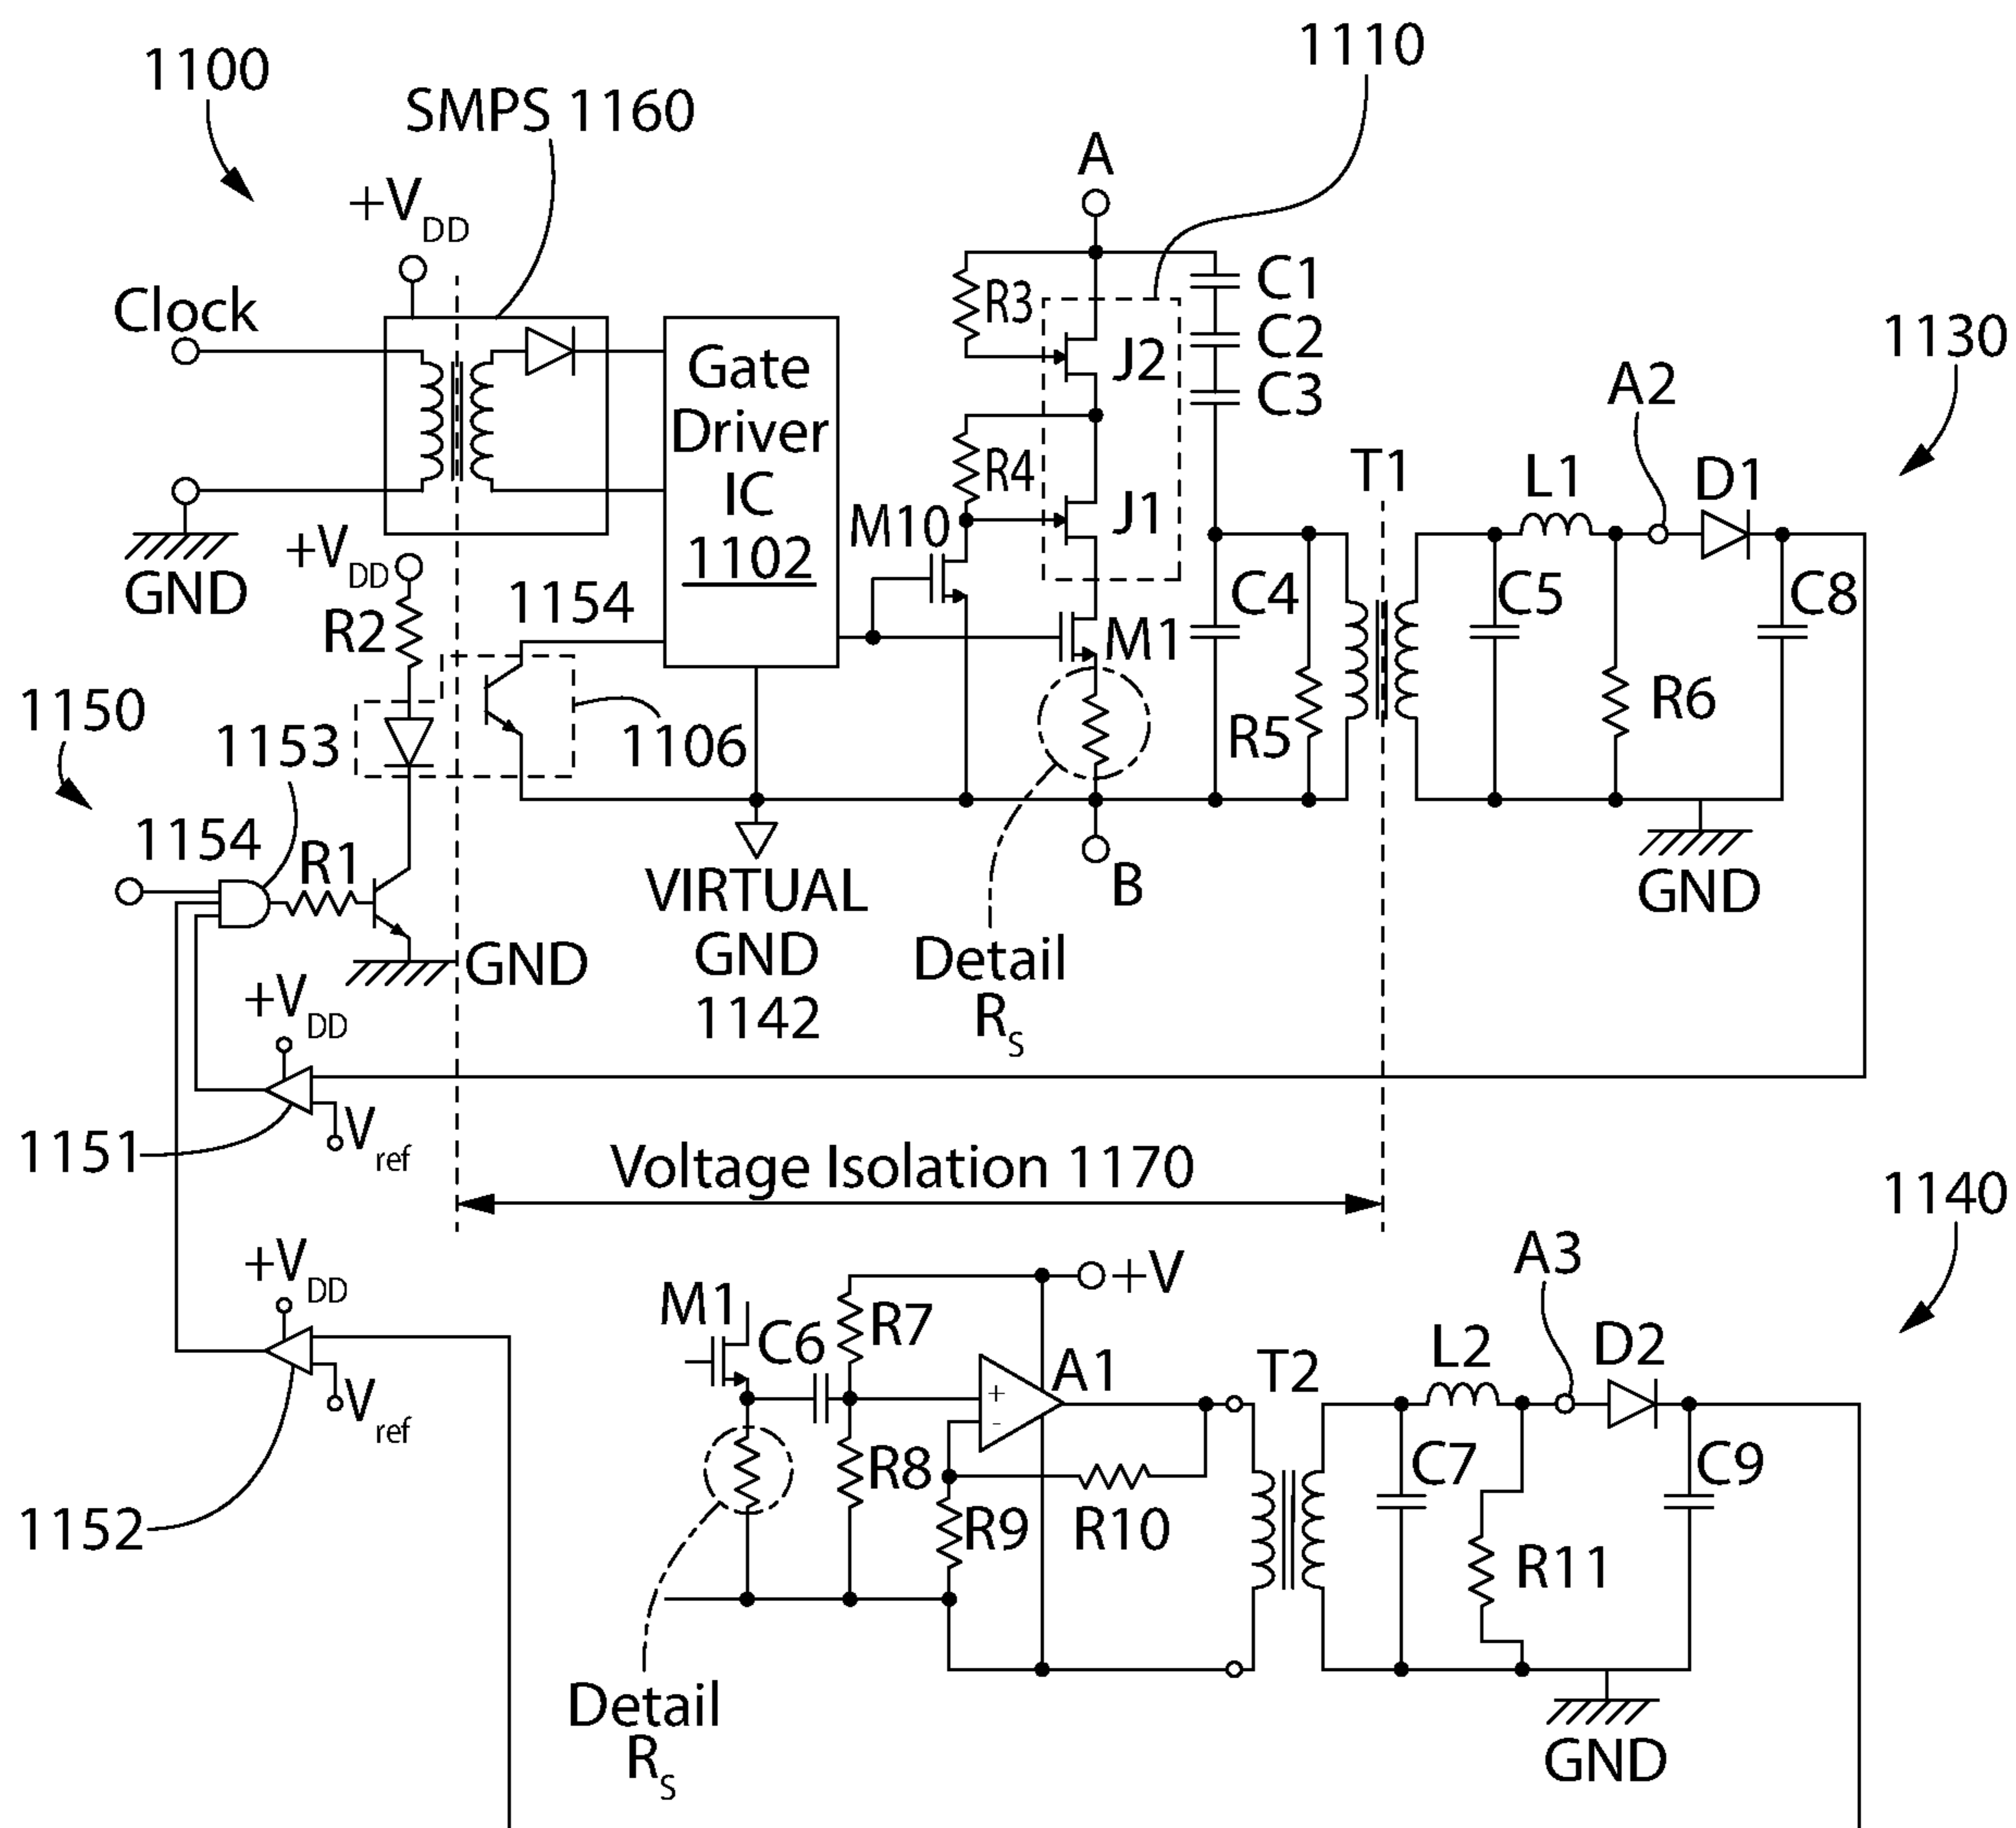 1100
SMPS 1160
1110
+VDD
A
Clock
C1
R3
C2
J2
C3
1130
Gate
Driver
IC
1102
A2
R4
T1
L1
D1
M10
J1
+VDD
GND
1154
C4
C5
C8
R2
M1
1150
1153
1106
R5
R6
1154
R1
VIRTUAL
GND
1142
B
GND
GND
Detail
RS
+VDD
1151
Vref
Voltage Isolation 1170
1140
+VDD
A3
M1
C6
R7
+V
L2
D2
Vref
+
-
A1
T2
R8
C7
C9
1152
R9
R10
R11
Detail
RS
GND